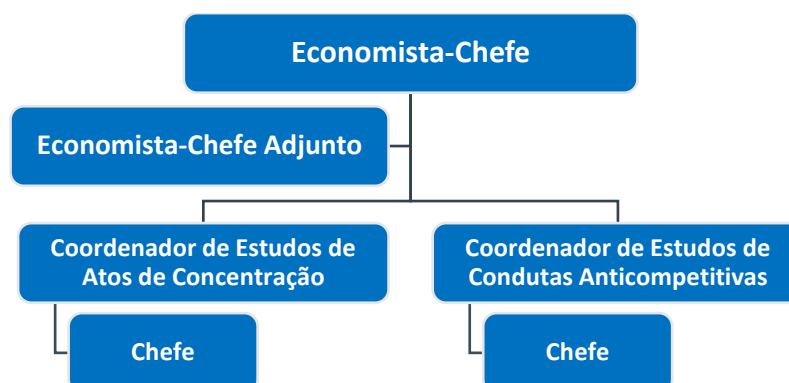 Economista-Chefe
Economista-Chefe Adjunto
Coordenador de Estudos de
Atos de Concentração
Coordenador de Estudos de
Condutas Anticompetitivas
Chefe
Chefe